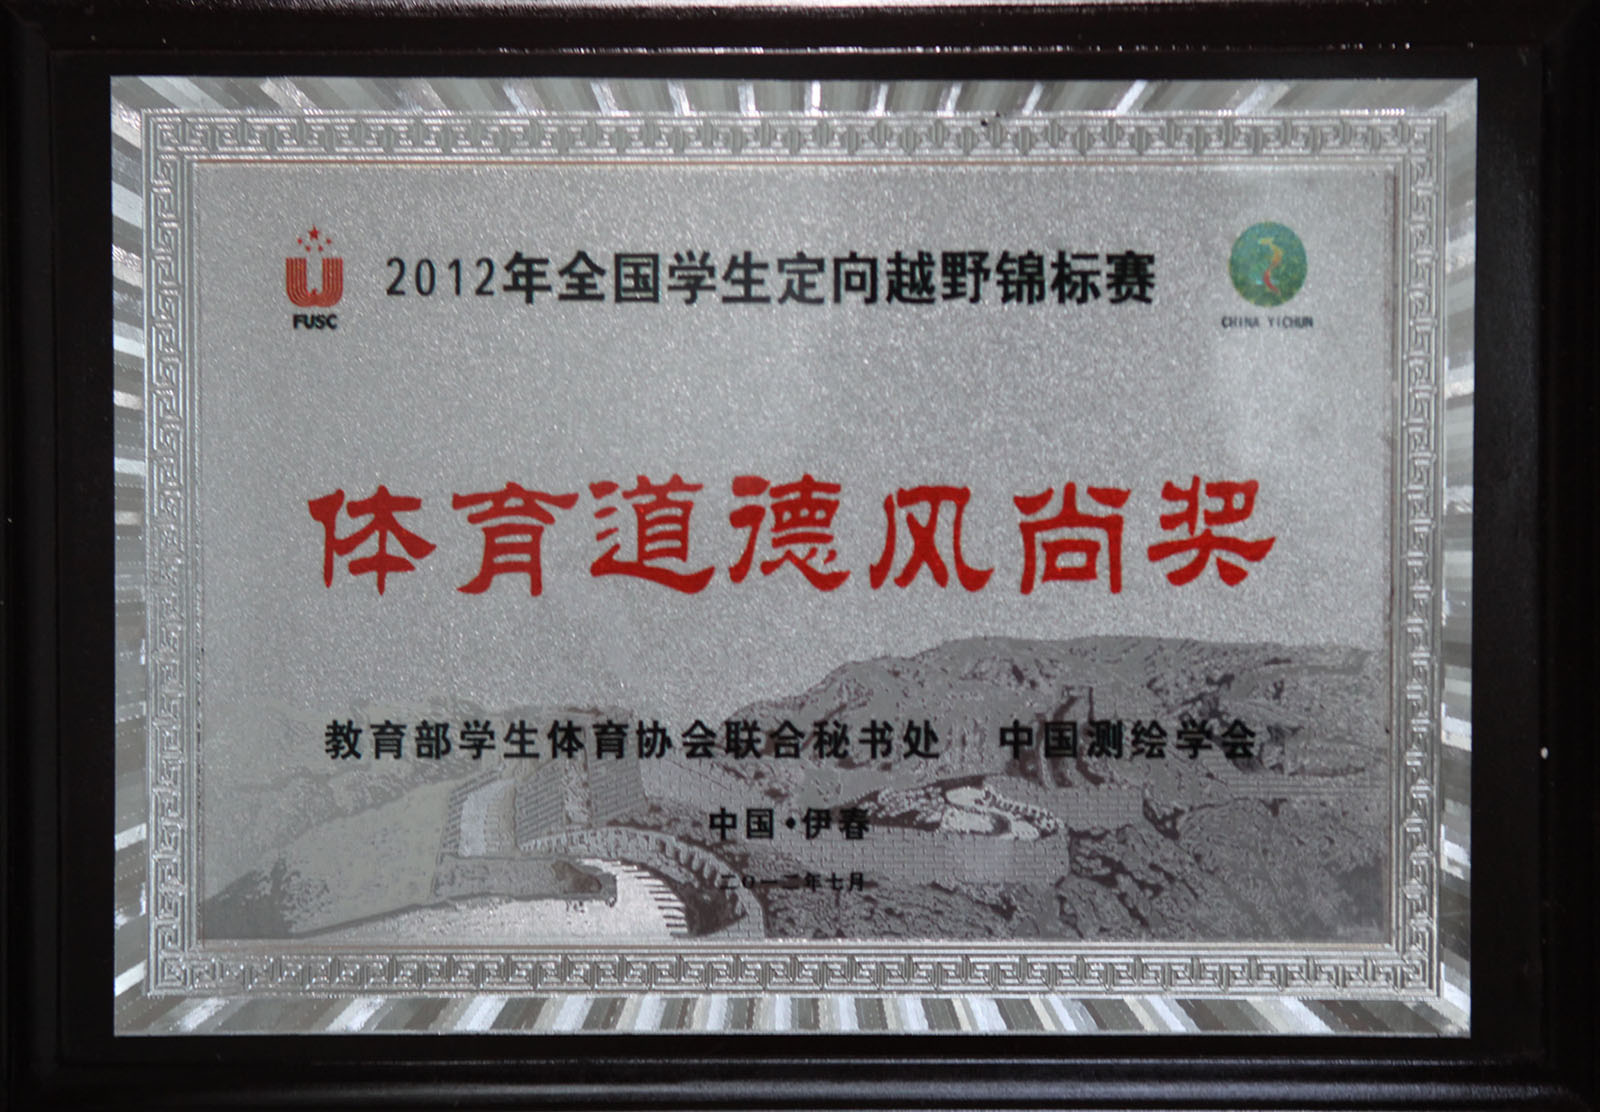 2012年全国学生定向越野锦标赛
FUSC
CHINA YICHUN
体育道德风尚奖
教育部学生体育协会联合秘书处 中国测绘学会
中国·伊春
二〇一二年七月